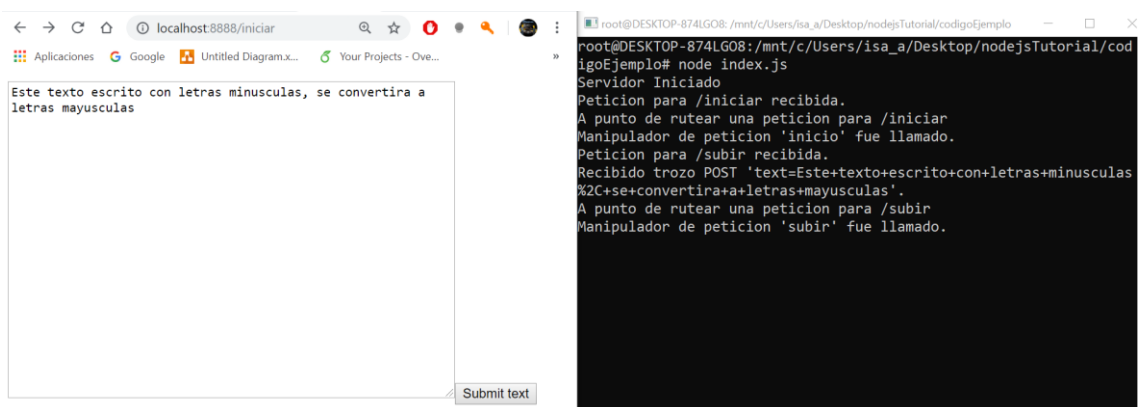 localhost:8888/iniciar
Aplicaciones Google Untitled Diagram.x... Your Projects - Ove... »
Este texto escrito con letras minusculas, se convertira a
letras mayusculas
Submit text
root@DESKTOP-874LGO8: /mnt/c/Users/isa_a/Desktop/nodejsTutorial/codigoEjemplo
root@DESKTOP-874LGO8:/mnt/c/Users/isa_a/Desktop/nodejsTutorial/cod
igoEjemplo# node index.js
Servidor Iniciado
Peticion para /iniciar recibida.
A punto de rutear una peticion para /iniciar
Manipulador de peticion 'inicio' fue llamado.
Peticion para /subir recibida.
Recibido trozo POST 'text=Este+texto+escrito+con+letras+minusculas
%2C+se+convertira+a+letras+mayusculas'.
A punto de rutear una peticion para /subir
Manipulador de peticion 'subir' fue llamado.